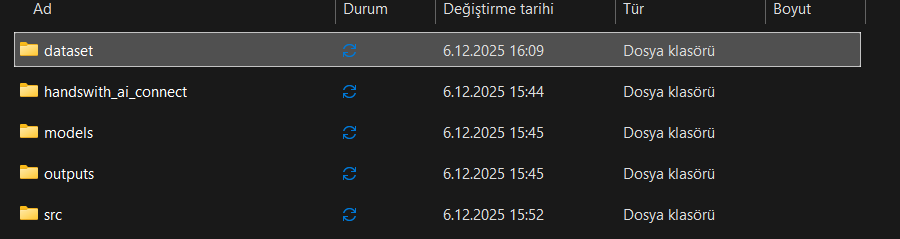 Ad Durum Değiştirme tarihi Tür Boyut
dataset 6.12.2025 16:09 Dosya klasörü
handswith_ai_connect 6.12.2025 15:44 Dosya klasörü
models 6.12.2025 15:45 Dosya klasörü
outputs 6.12.2025 15:45 Dosya klasörü
src 6.12.2025 15:52 Dosya klasörü